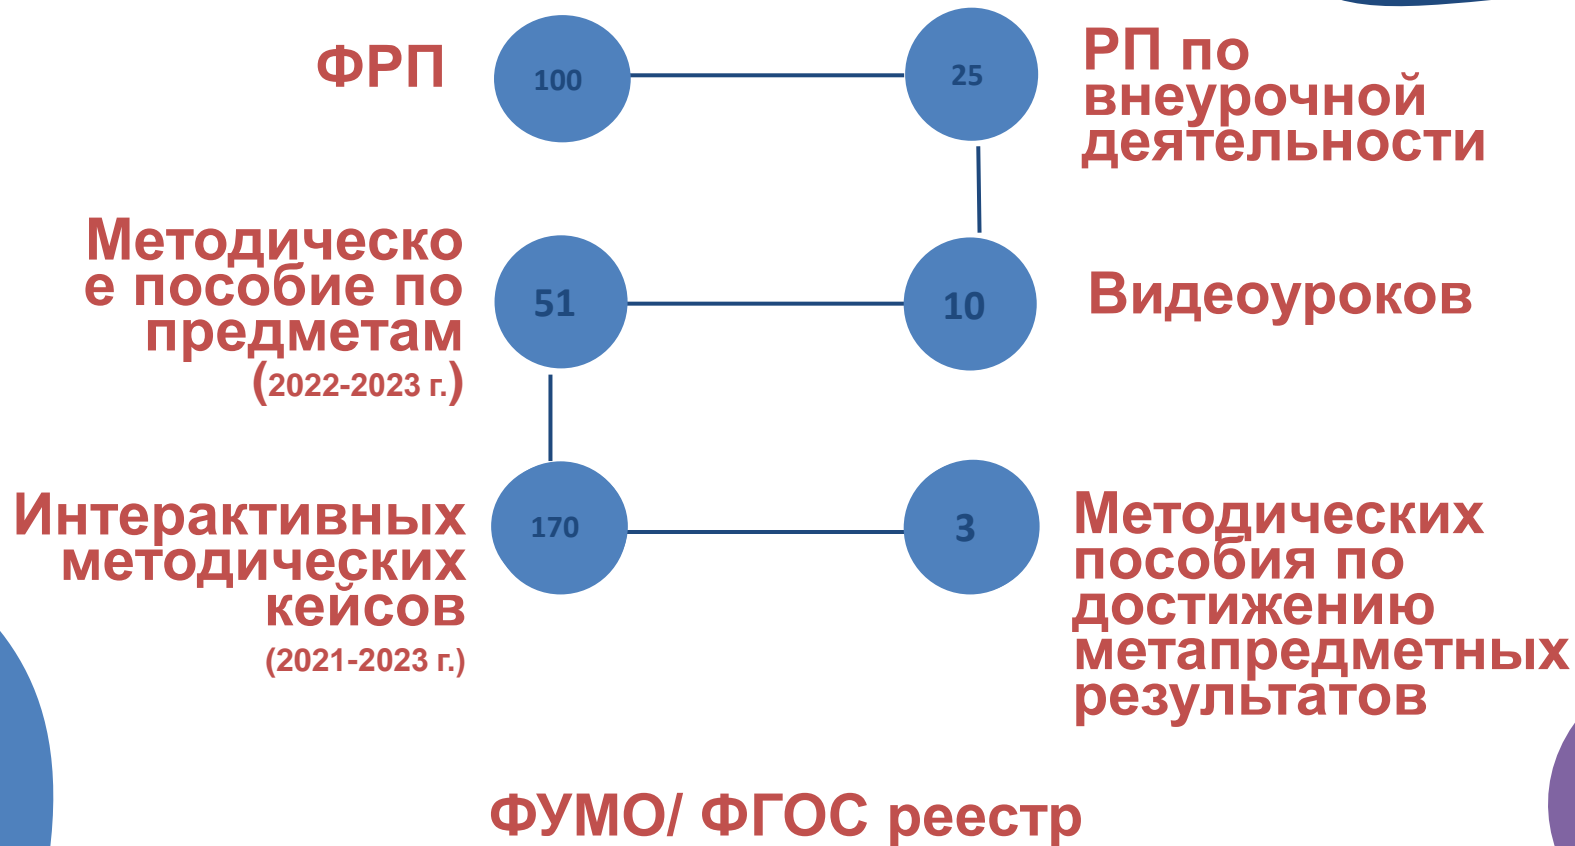 ФРП
100
25
РП по
внеурочной
деятельности
Методическо
е пособие по
предметам
(2022-2023 г.)
51
10
Видеоуроков
Интерактивных
методических
кейсов
(2021-2023 г.)
170
3
Методических
пособия по
достижению
метапредметных
результатов
ФУМО/ ФГОС реестр